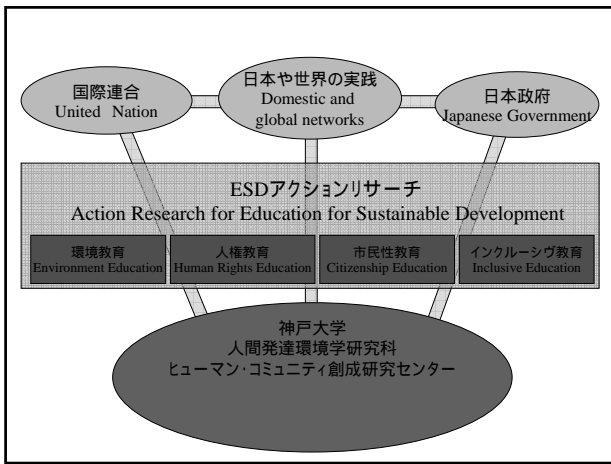 国際連合
United Nation
日本や世界の実践
Domestic and
global networks
日本政府
Japanese Government
ESDアクションリサーチ
Action Research for Education for Sustainable Development
環境教育
Environment Education
人権教育
Human Rights Education
市民性教育
Citizenship Education
インクルーシヴ教育
Inclusive Education
神戸大学
人間発達環境学研究科
ヒューマン・コミュニティ創成研究センター